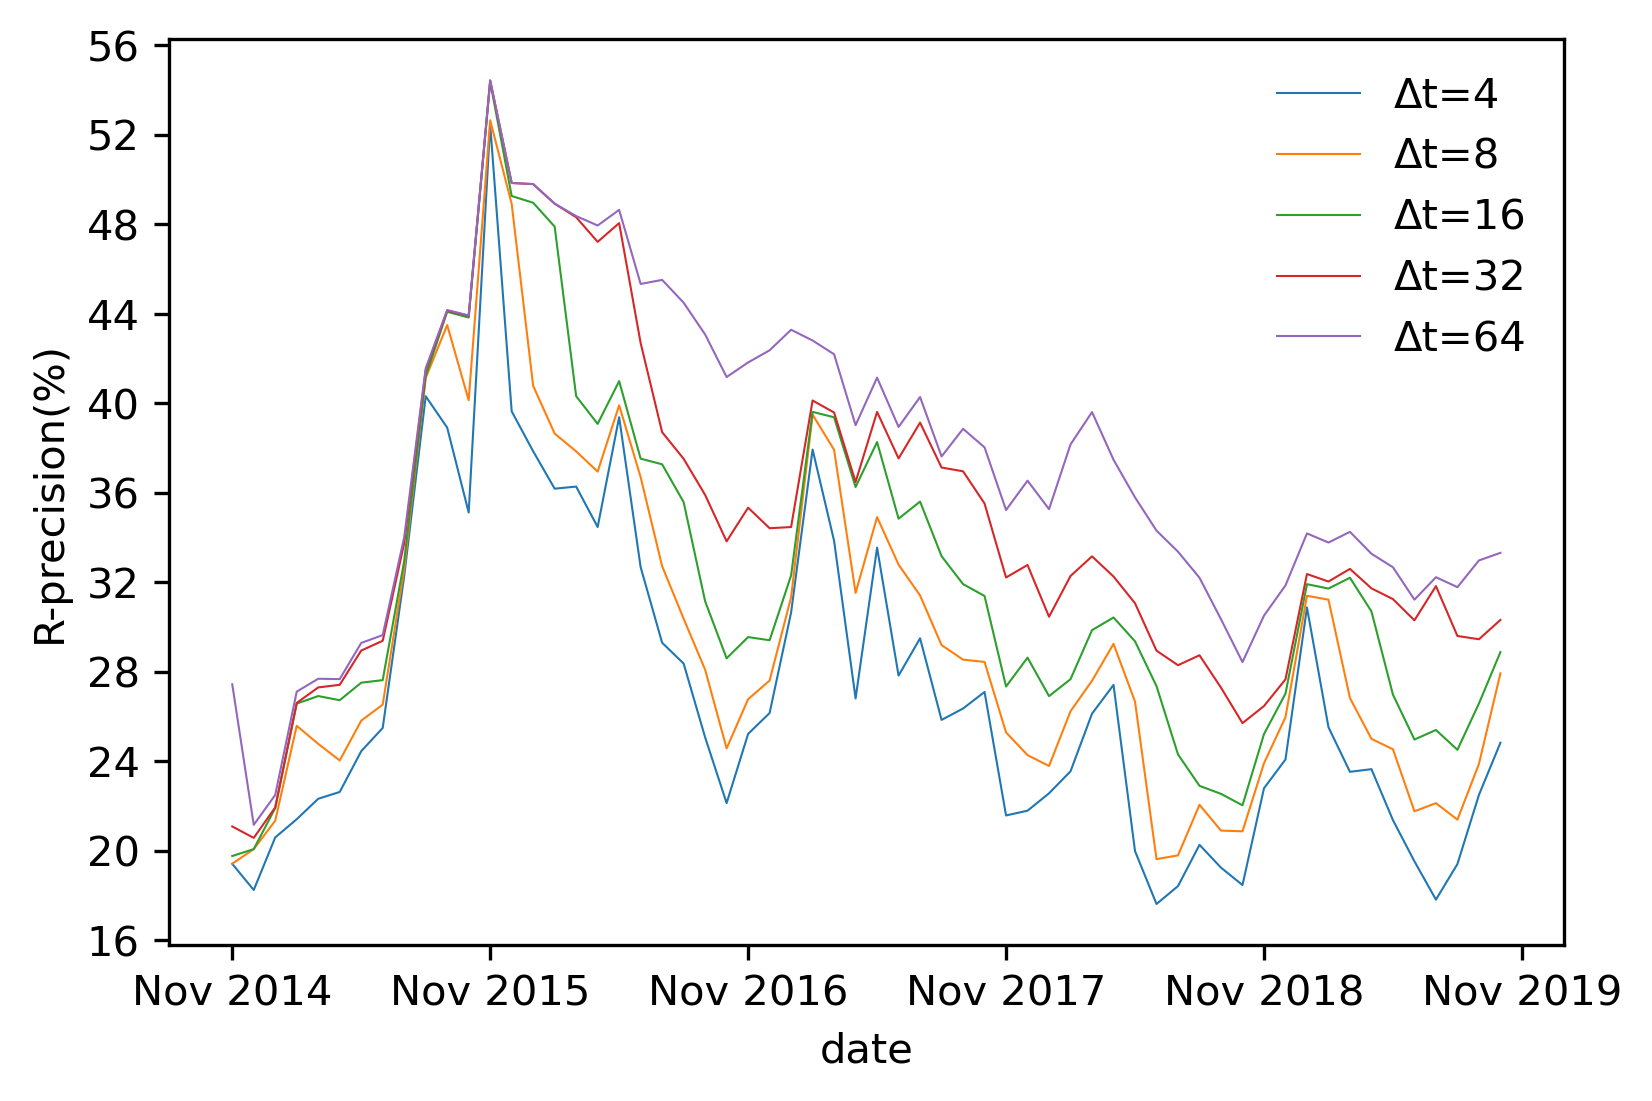 56
52
48
44
40
36
32
28
24
20
16
R-precision(%)
Δt=4
Δt=8
Δt=16
Δt=32
Δt=64
Nov 2014 Nov 2015 Nov 2016 Nov 2017 Nov 2018 Nov 2019
date